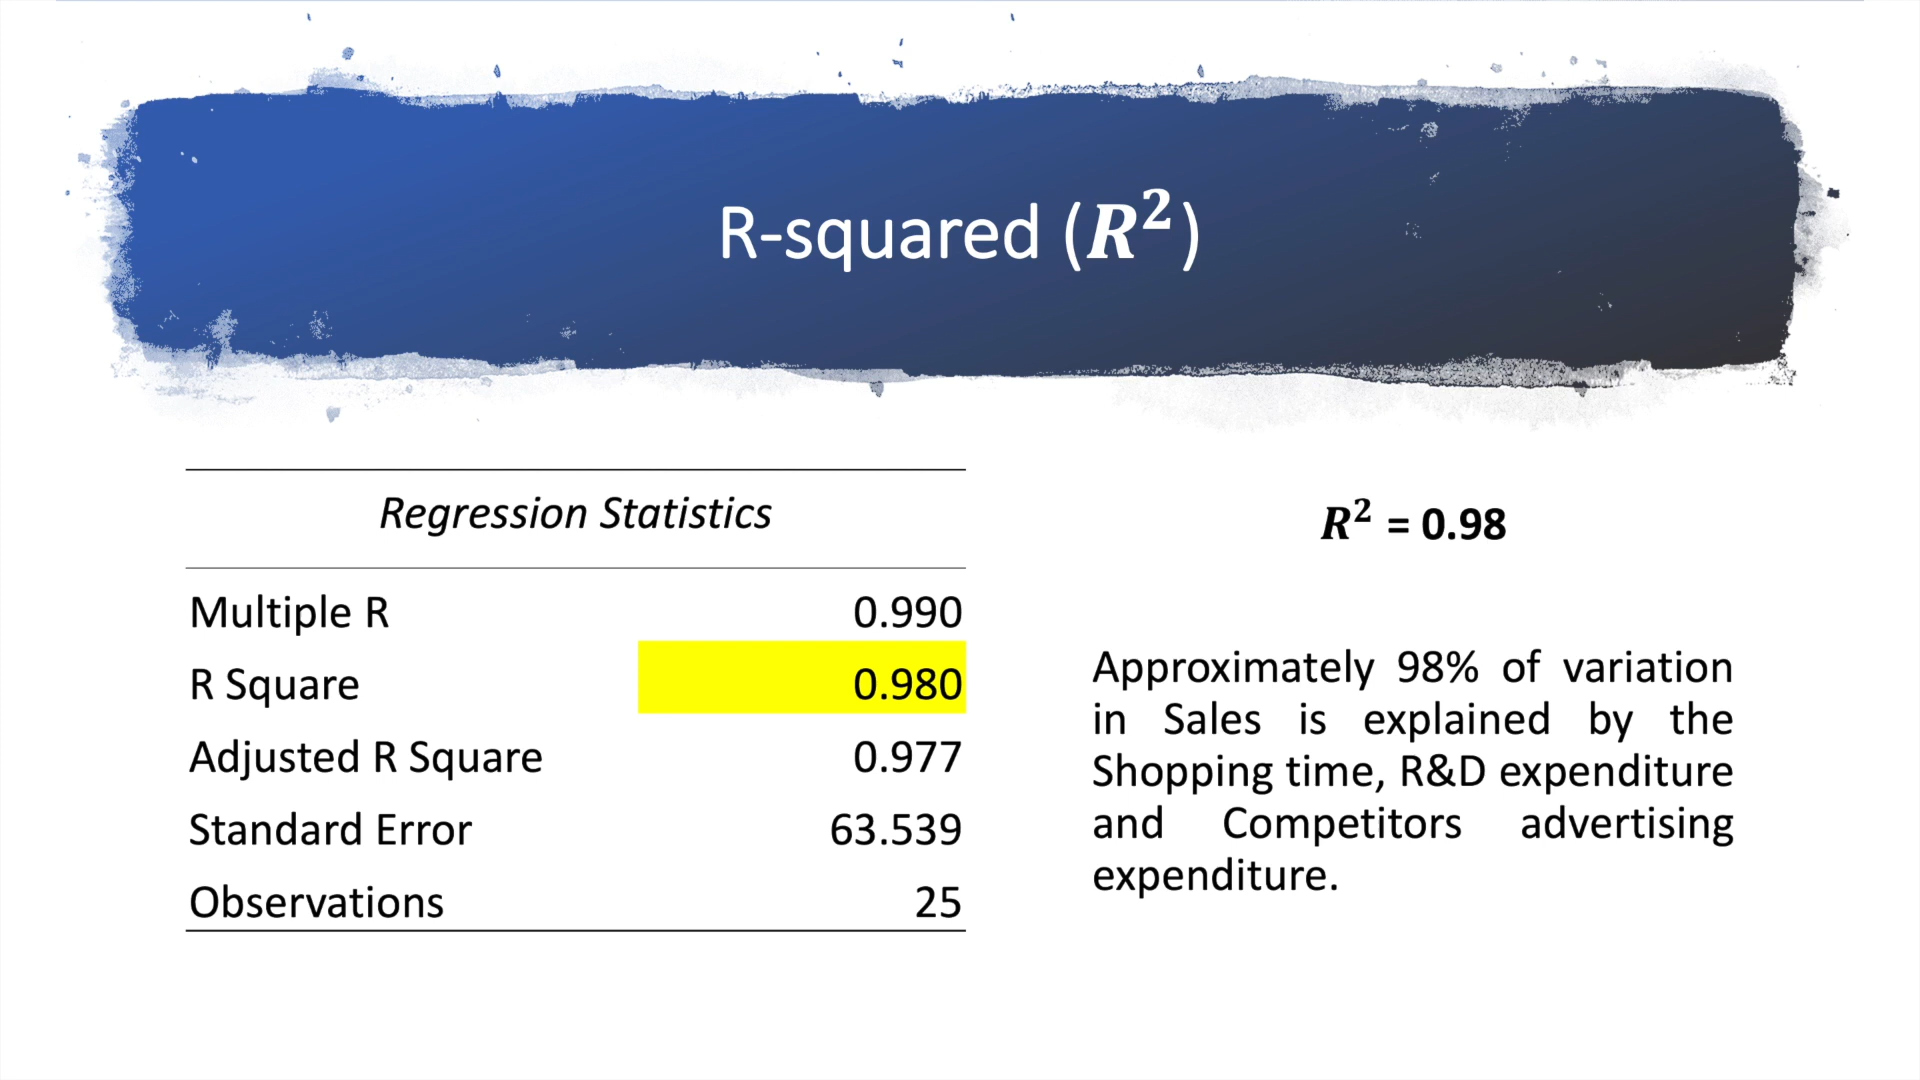 R-squared (R²)
Regression Statistics
Multiple R 0.990
R Square 0.980
Adjusted R Square 0.977
Standard Error 63.539
Observations 25
R² = 0.98
Approximately 98% of variation
in Sales is explained by the
Shopping time, R&D expenditure
and Competitors advertising
expenditure.